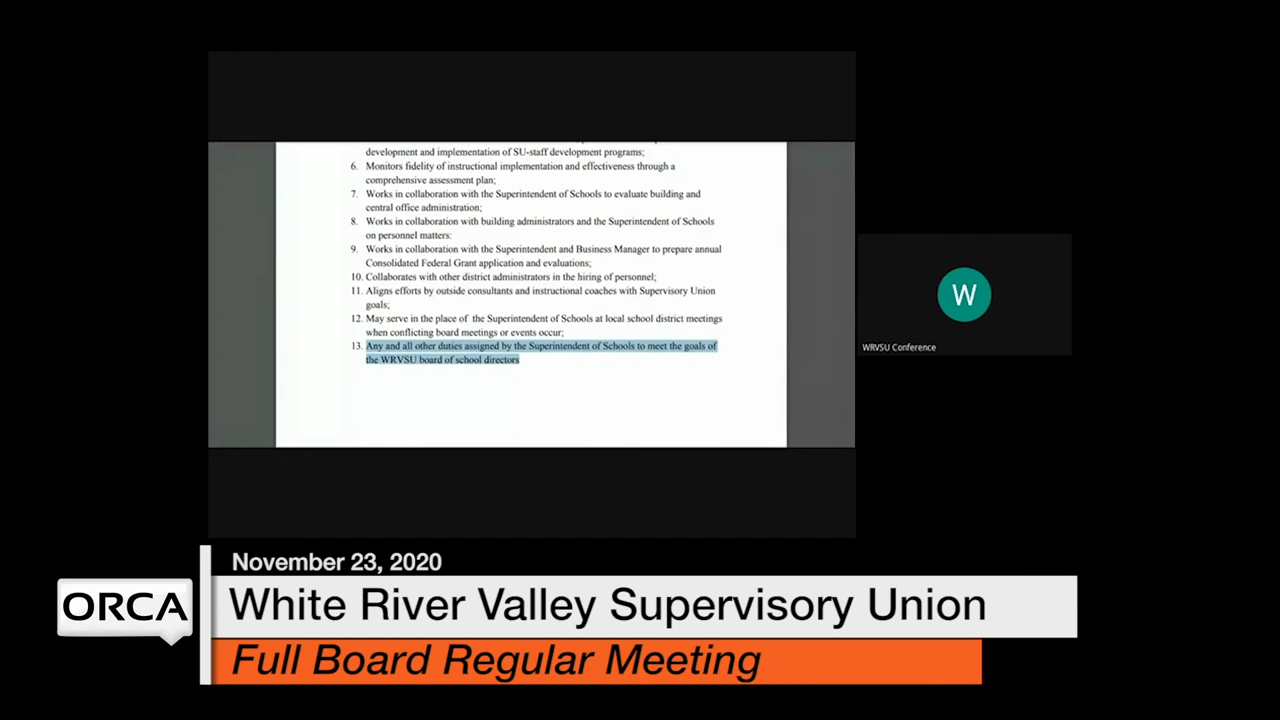 development and implementation of SU-staff development programs;
6. Monitors fidelity of instructional implementation and effectiveness through a
comprehensive assessment plan;
7. Works in collaboration with the Superintendent of Schools to evaluate building and
central office administration;
8. Works in collaboration with building administrators and the Superintendent of Schools
on personnel matters:
9. Works in collaboration with the Superintendent and Business Manager to prepare annual
Consolidated Federal Grant application and evaluations;
10. Collaborates with other district administrators in the hiring of personnel;
11. Aligns efforts by outside consultants and instructional coaches with Supervisory Union
goals;
12. May serve in the place of the Superintendent of Schools at local school district meetings
when conflicting board meetings or events occur;
13. Any and all other duties assigned by the Superintendent of Schools to meet the goals of
the WRVSU board of school directors
W
WRVSU Conference
November 23, 2020
ORCA
White River Valley Supervisory Union
Full Board Regular Meeting